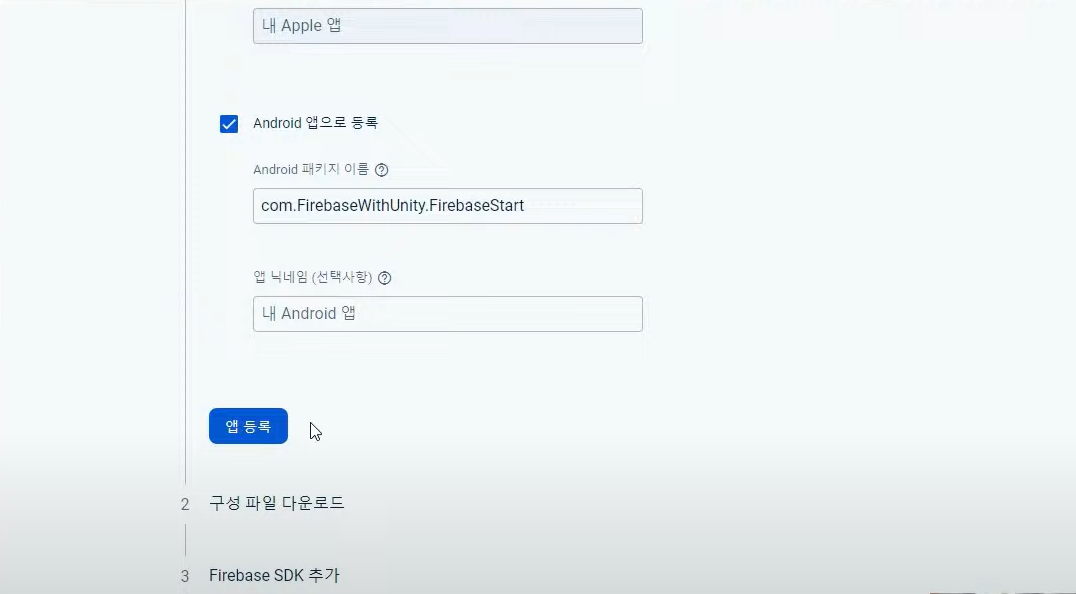 내 Apple 앱
Android 앱으로 등록
Android 패키지 이름
com.FirebaseWithUnity.FirebaseStart
앱 닉네임 (선택사항)
내 Android 앱
앱 등록
2 구성 파일 다운로드
3 Firebase SDK 추가